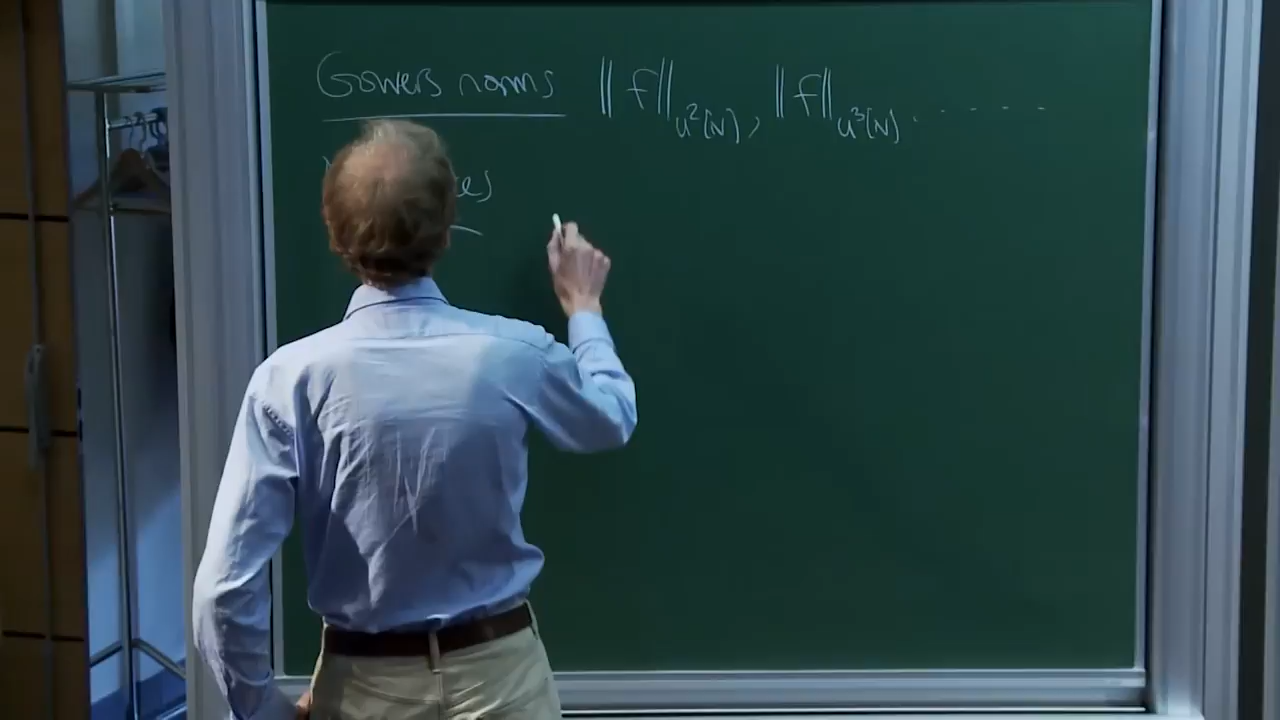 Gowers norms ‖f‖_{U²[N]}, ‖f‖_{U³[N]}. - - - - -